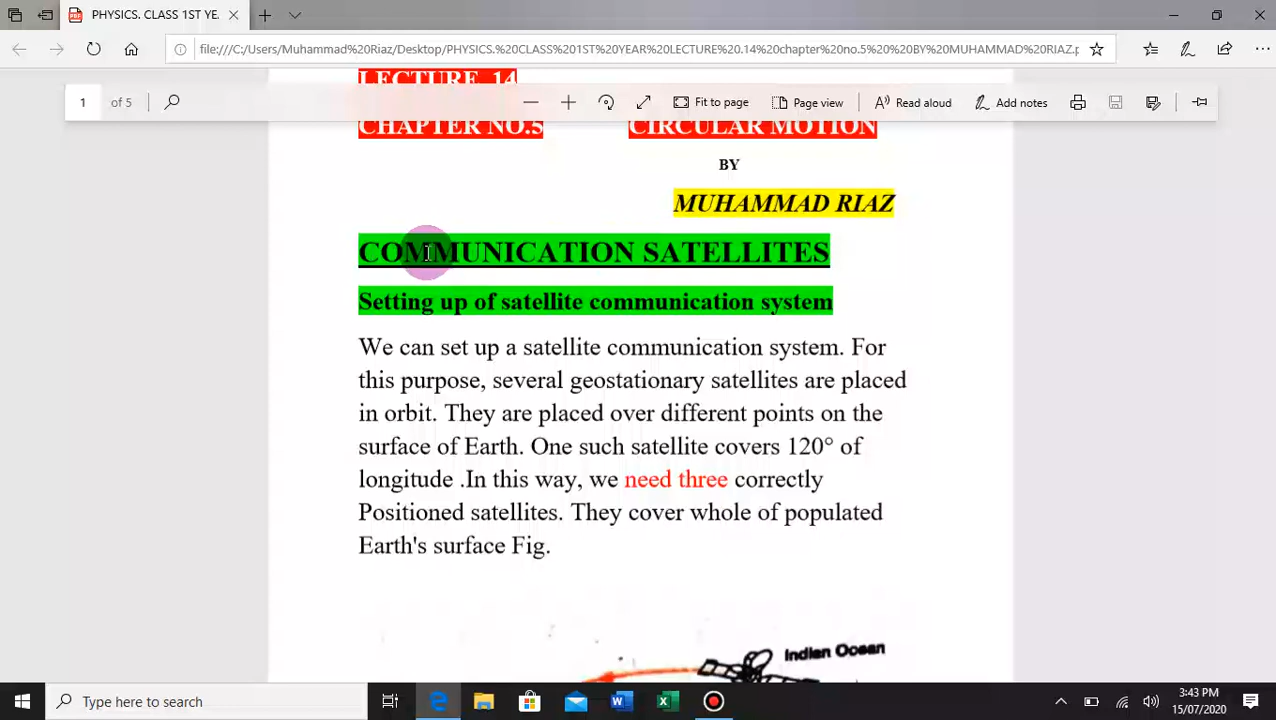 PHYSICS. CLASS 1ST YEAR
file:///C:/Users/Muhammad%20Riaz/Desktop/PHYSICS.%20CLASS%201ST%20YEAR%20LECTURE%20.14%20chapter%20no.5%20%20BY%20MUHAMMAD%20RIAZ.p
LECTURE 14
1 of 5 Fit to page Page view Read aloud Add notes
CHAPTER NO.5 CIRCULAR MOTION
BY
MUHAMMAD RIAZ
COMMUNICATION SATELLITES
Setting up of satellite communication system
We can set up a satellite communication system. For
this purpose, several geostationary satellites are placed
in orbit. They are placed over different points on the
surface of Earth. One such satellite covers 120° of
longitude .In this way, we need three correctly
Positioned satellites. They cover whole of populated
Earth's surface Fig.
Indian Ocean
Type here to search
3:43 PM
15/07/2020